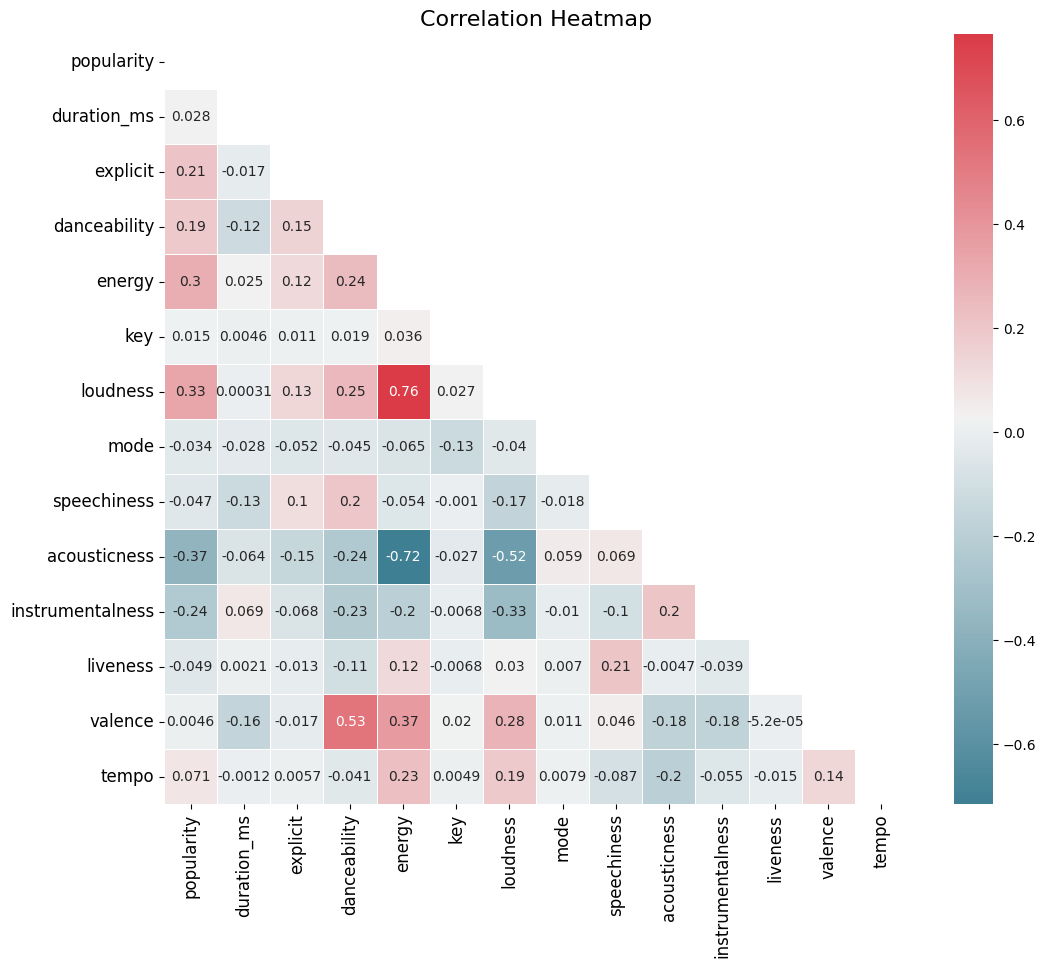 Correlation Heatmap
popularity
duration_ms 0.028
explicit 0.21 -0.017
danceability 0.19 -0.12 0.15
energy 0.3 0.025 0.12 0.24
key 0.015 0.0046 0.011 0.019 0.036
loudness 0.33 0.00031 0.13 0.25 0.76 0.027
mode -0.034 -0.028 -0.052 -0.045 -0.065 -0.13 -0.04
speechiness -0.047 -0.13 0.1 0.2 -0.054 -0.001 -0.17 -0.018
acousticness -0.37 -0.064 -0.15 -0.24 -0.72 -0.027 -0.52 0.059 0.069
instrumentalness -0.24 0.069 -0.068 -0.23 -0.2 -0.0068 -0.33 -0.01 -0.1 0.2
liveness -0.049 0.0021 -0.013 -0.11 0.12 -0.0068 0.03 0.007 0.21 -0.0047 -0.039
valence 0.0046 -0.16 -0.017 0.53 0.37 0.02 0.28 0.011 0.046 -0.18 -0.18 -5.2e-05
tempo 0.071 -0.0012 0.0057 -0.041 0.23 0.0049 0.19 0.0079 -0.087 -0.2 -0.055 -0.015 0.14
popularity
duration_ms
explicit
danceability
energy
key
loudness
mode
speechiness
acousticness
instrumentalness
liveness
valence
tempo
0.6
0.4
0.2
0.0
−0.2
−0.4
−0.6